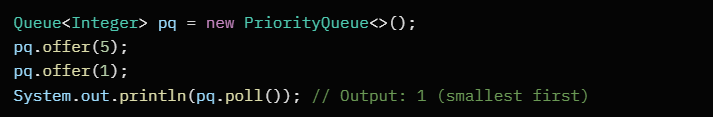 Queue<Integer> pq = new PriorityQueue<>();
pq.offer(5);
pq.offer(1);
System.out.println(pq.poll()); // Output: 1 (smallest first)